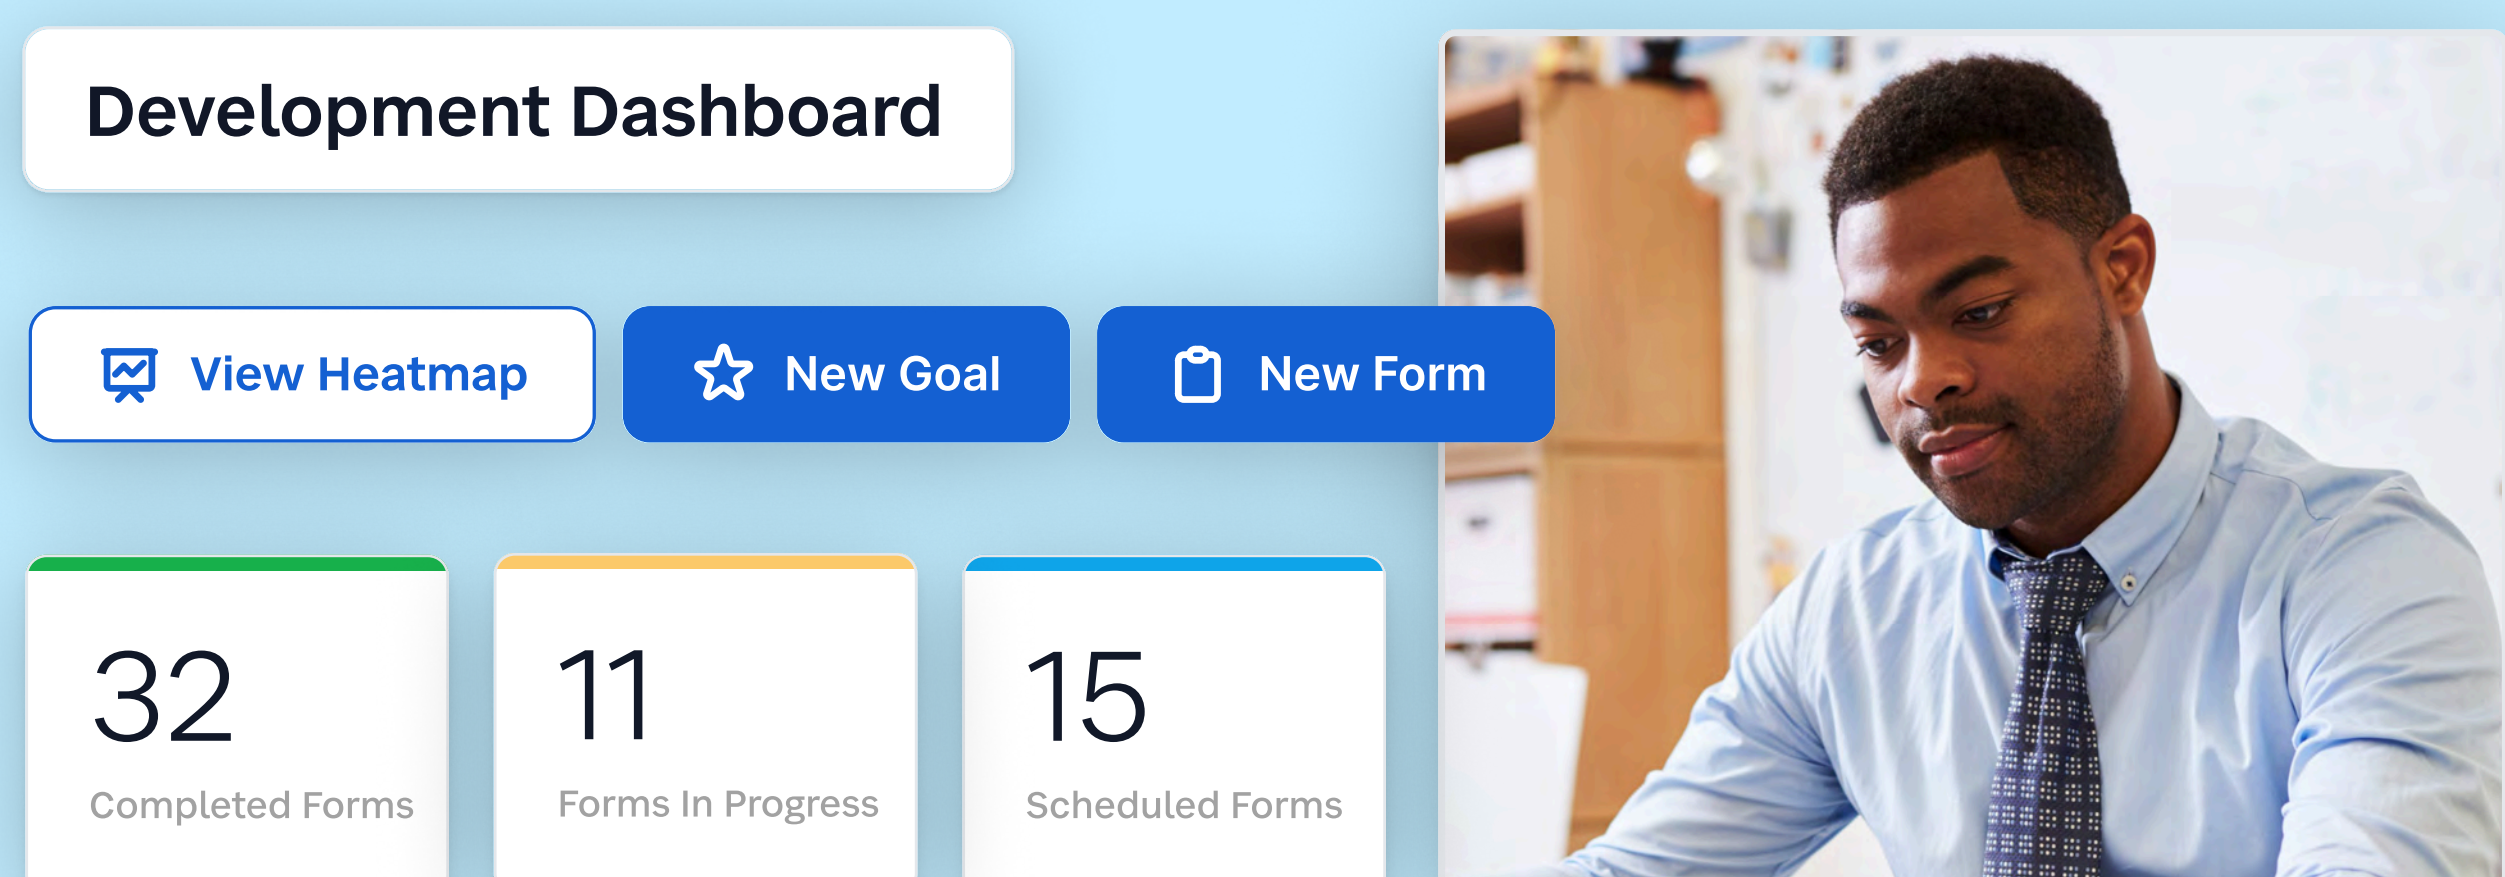 Development Dashboard
View Heatmap
New Goal
New Form
32
Completed Forms
11
Forms In Progress
15
Scheduled Forms